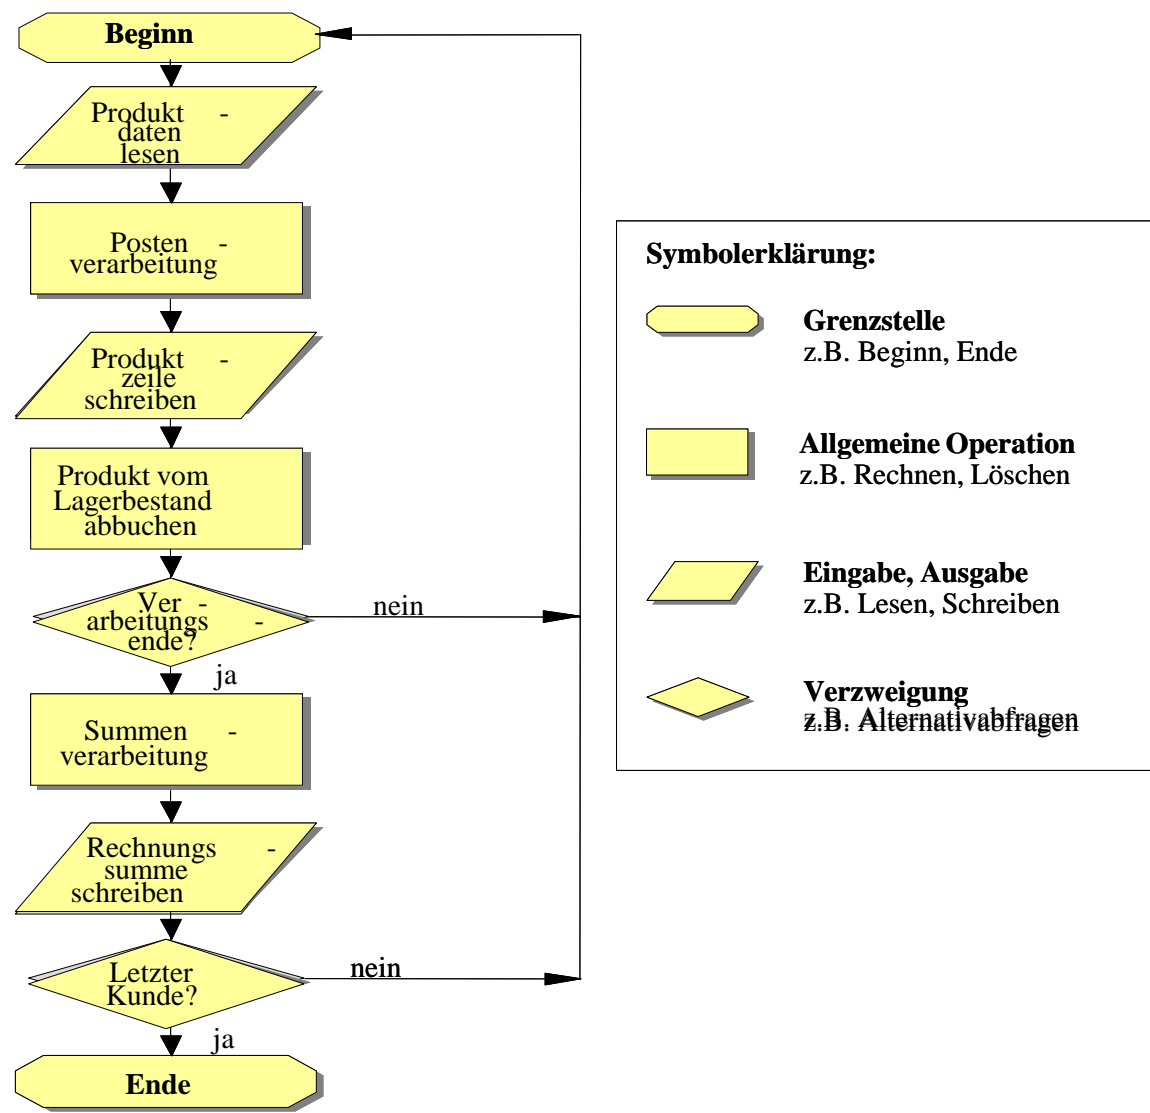 Beginn
Produkt -
daten
lesen
Posten -
verarbeitung
Produkt -
zeile
schreiben
Produkt vom
Lagerbestand
abbuchen
Ver -
arbeitungs -
ende?
nein
ja
Summen -
verarbeitung
Rechnungs -
summe
schreiben
Letzter
Kunde?
nein
ja
Ende
Symbolerklärung:
Grenzstelle
z.B. Beginn, Ende
Allgemeine Operation
z.B. Rechnen, Löschen
Eingabe, Ausgabe
z.B. Lesen, Schreiben
Verzweigung
z.B. Alternativabfragen